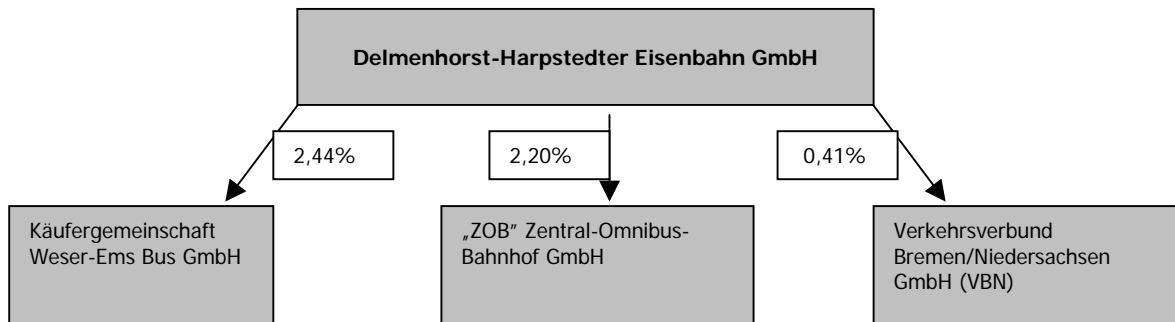 Delmenhorst-Harpstedter Eisenbahn GmbH
2,44%
2,20%
0,41%
Käufergemeinschaft
Weser-Ems Bus GmbH
„ZOB” Zentral-Omnibus-
Bahnhof GmbH
Verkehrsverbund
Bremen/Niedersachsen
GmbH (VBN)